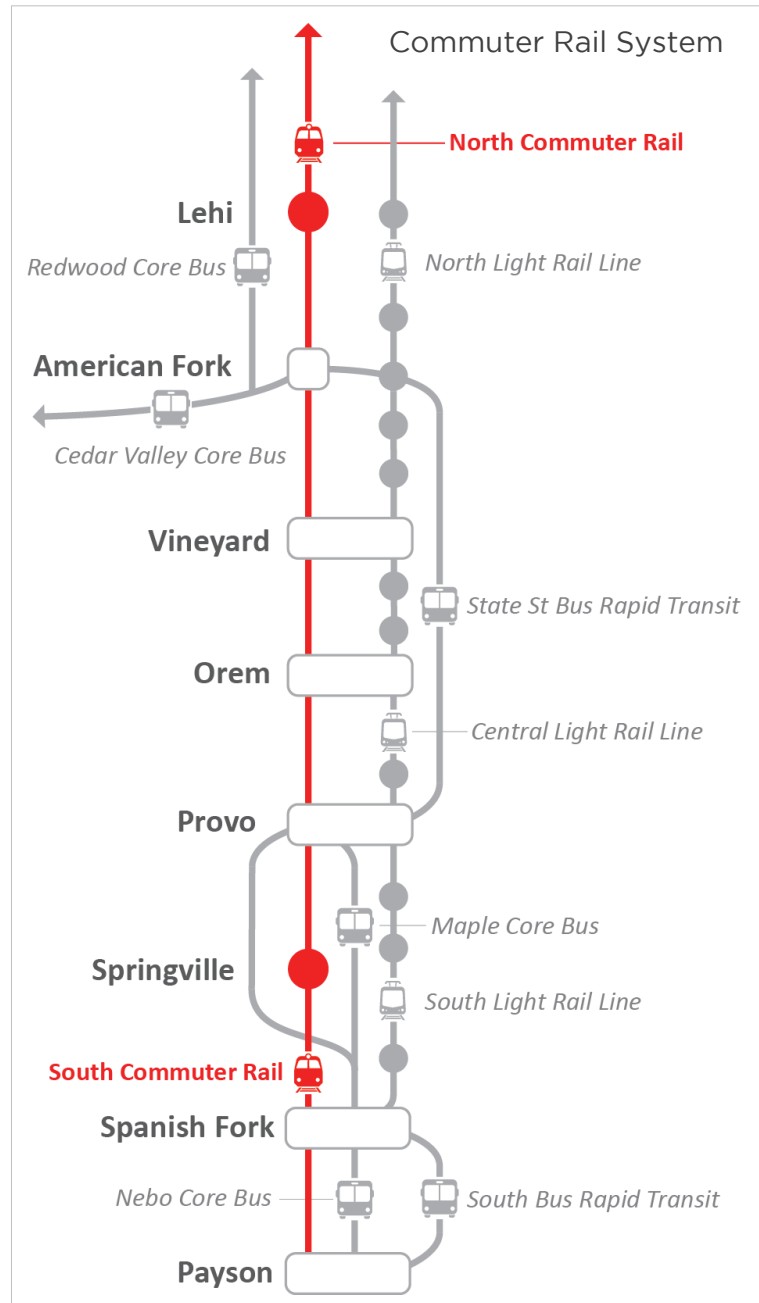 Commuter Rail System
North Commuter Rail
Lehi
Redwood Core Bus
North Light Rail Line
American Fork
Cedar Valley Core Bus
Vineyard
State St Bus Rapid Transit
Orem
Central Light Rail Line
Provo
Maple Core Bus
Springville
South Light Rail Line
South Commuter Rail
Spanish Fork
Nebo Core Bus
South Bus Rapid Transit
Payson